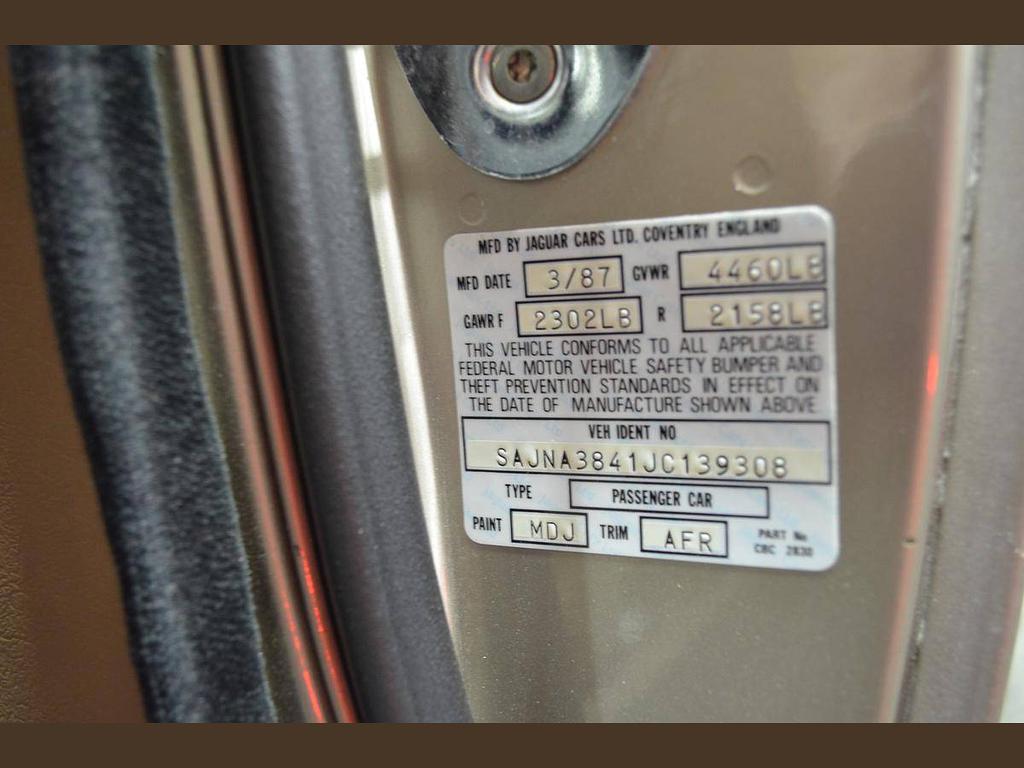 MFD BY JAGUAR CARS LTD. COVENTRY ENGLAND
MFD DATE 3/87 GVWR 4460LB
GAWR F 2302LB R 2158LB
THIS VEHICLE CONFORMS TO ALL APPLICABLE
FEDERAL MOTOR VEHICLE SAFETY BUMPER AND
THEFT PREVENTION STANDARDS IN EFFECT ON
THE DATE OF MANUFACTURE SHOWN ABOVE
VEH IDENT NO
SAJNA3841JC139308
TYPE PASSENGER CAR
PAINT MDJ TRIM AFR PART No
CBC 2830